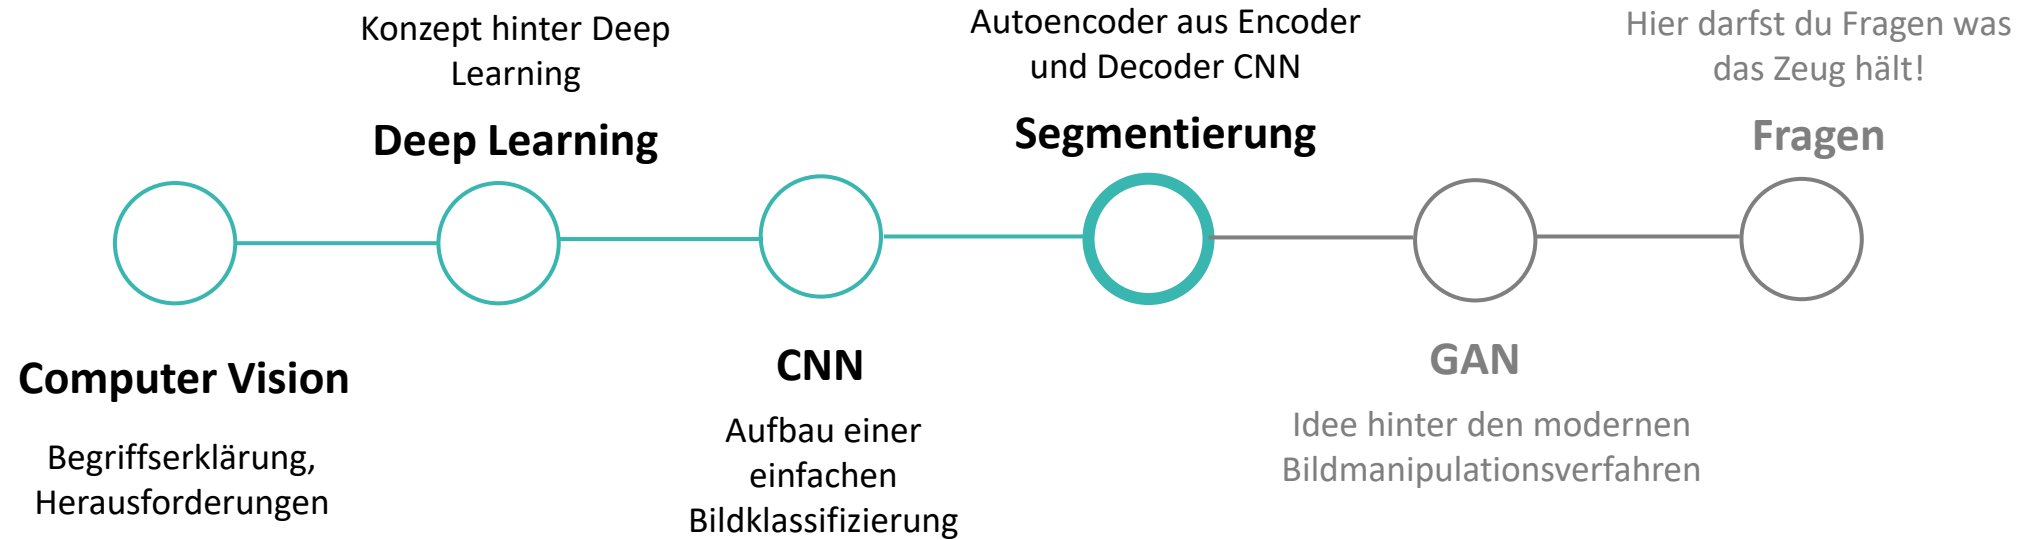 Konzept hinter Deep
Learning
Deep Learning
Autoencoder aus Encoder
und Decoder CNN
Segmentierung
Hier darfst du Fragen was
das Zeug hält!
Fragen
Computer Vision
Begriffserklärung,
Herausforderungen
CNN
Aufbau einer
einfachen
Bildklassifizierung
GAN
Idee hinter den modernen
Bildmanipulationsverfahren